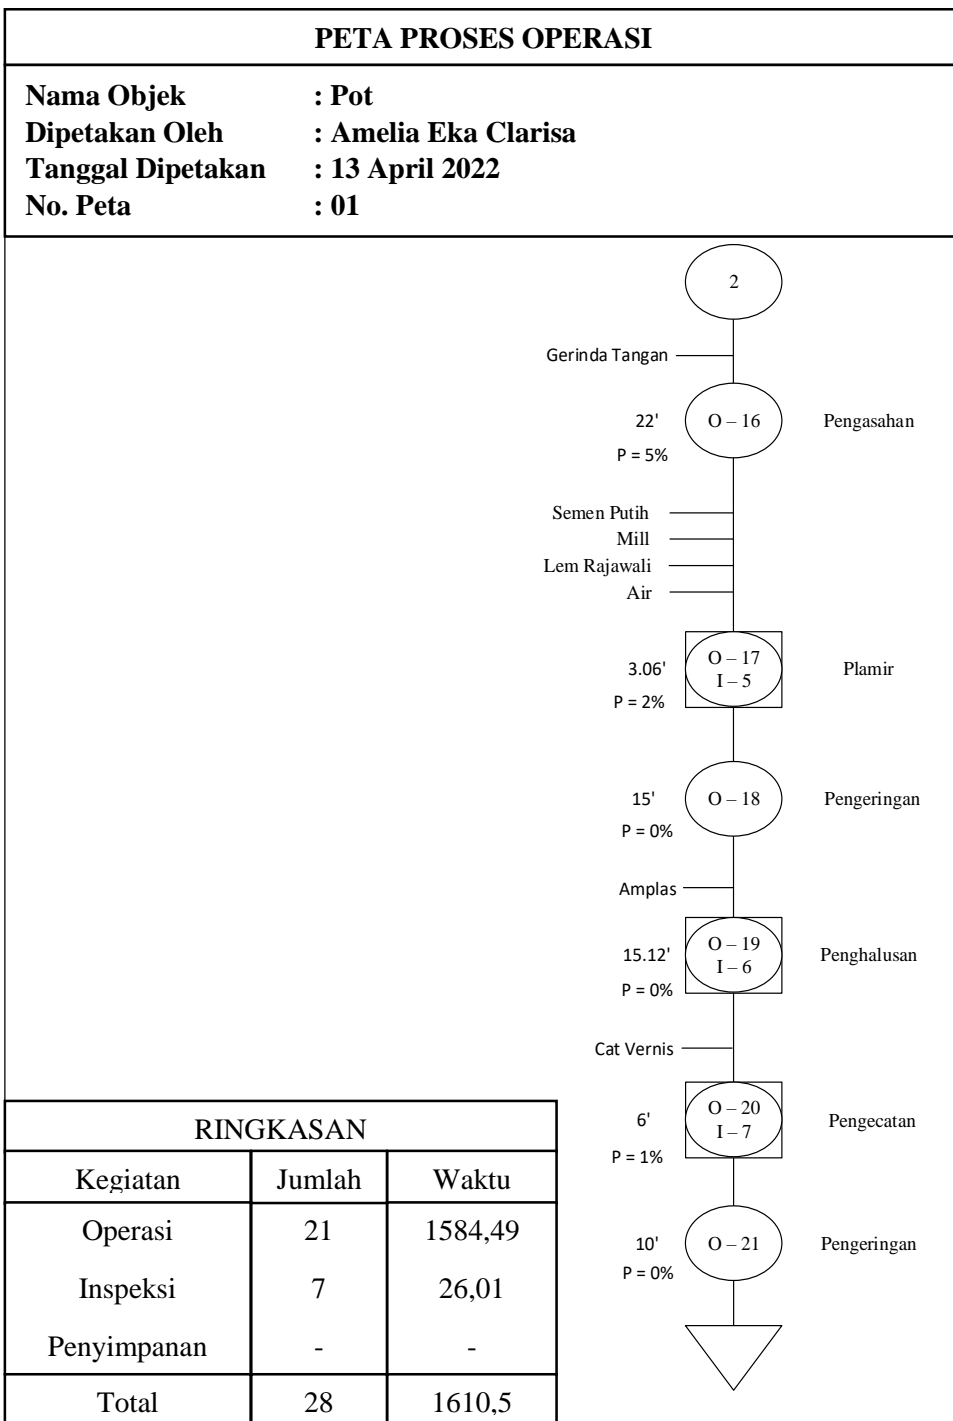 PETA PROSES OPERASI
Nama Objek : Pot
Dipetakan Oleh : Amelia Eka Clarisa
Tanggal Dipetakan : 13 April 2022
No. Peta : 01
2
Gerinda Tangan
22' O – 16 Pengasahan
P = 5%
Semen Putih
Mill
Lem Rajawali
Air
3.06' O – 17 Plamir
I – 5
P = 2%
15' O – 18 Pengeringan
P = 0%
Amplas
15.12' O – 19 Penghalusan
I – 6
P = 0%
Cat Vernis
6' O – 20 Pengecatan
I – 7
P = 1%
10' O – 21 Pengeringan
P = 0%
RINGKASAN
Kegiatan Jumlah Waktu
Operasi 21 1584,49
Inspeksi 7 26,01
Penyimpanan - -
Total 28 1610,5